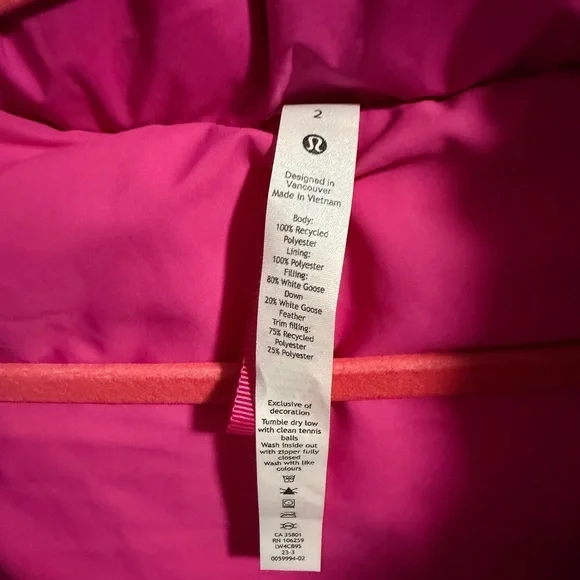 2
Designed in
Vancouver
Made in Vietnam
Body:
100% Recycled
Polyester
Lining:
100% Polyester
Filling:
80% White Goose
Down
20% White Goose
Feather
Trim filling:
75% Recycled
Polyester
25% Polyester
Exclusive of
decoration
Tumble dry low
with clean tennis
balls
Wash inside out
with zipper fully
closed
Wash with like
colours
CA 35801
RN 106259
LW4CB9S
23-3
0059994-02